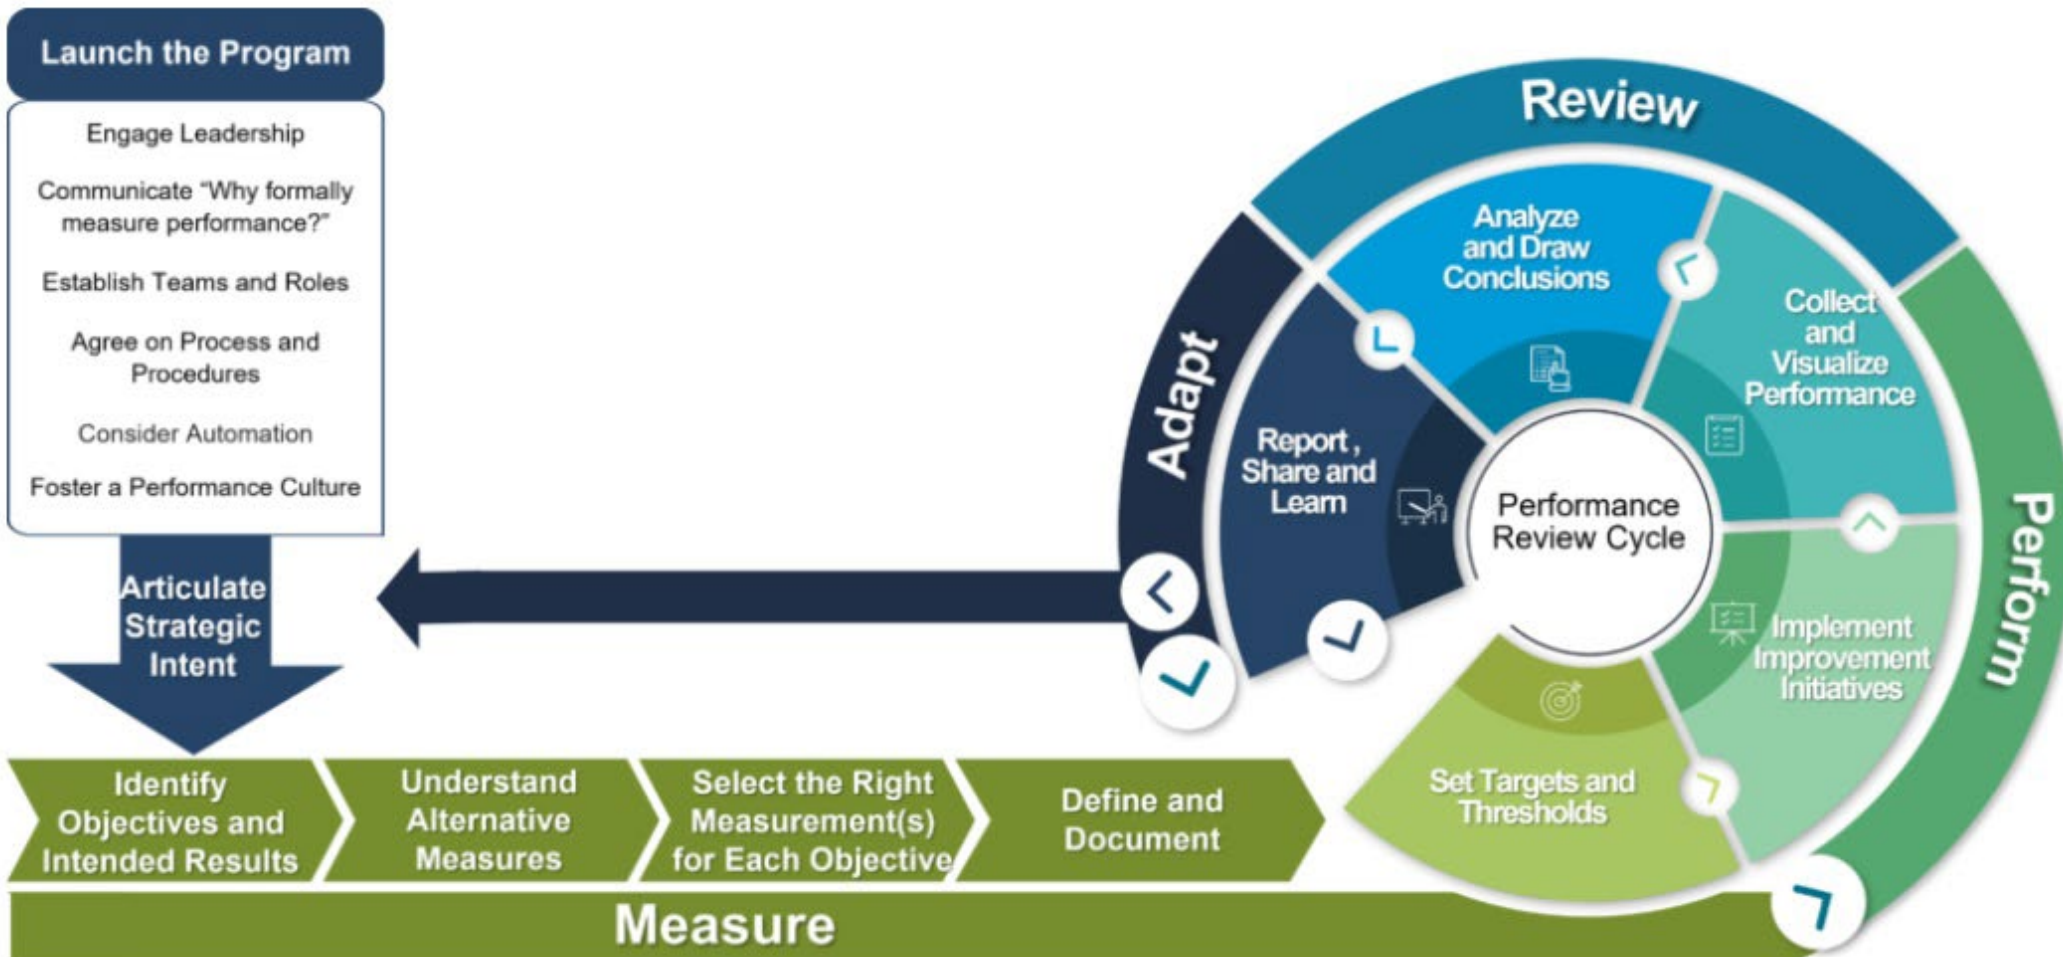 Launch the Program
Engage Leadership
Communicate “Why formally
measure performance?”
Establish Teams and Roles
Agree on Process and
Procedures
Consider Automation
Foster a Performance Culture
Articulate
Strategic
Intent
Identify
Objectives and
Intended Results
Understand
Alternative
Measures
Select the Right
Measurement(s)
for Each Objective
Define and
Document
Measure
Set Targets and
Thresholds
Implement
Improvement
Initiatives
Perform
Collect
and
Visualize
Performance
Review
Analyze
and Draw
Conclusions
Adapt
Report ,
Share and
Learn
Performance
Review Cycle